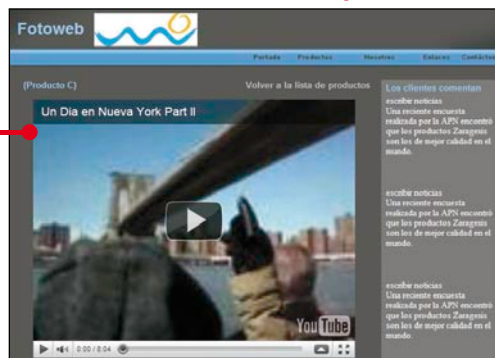 Fotoweb
Portada Productos Nosotros Enlaces Contáctos
(Producto C)
Volver a la lista de productos
Un Dia en Nueva York Part II
You Tube
0:00 / 8:04
Los clientes comentan
escribir noticias
Una reciente encuesta
realizada por la APN encontró
que los productos Zaragesis
son los de mejor calidad en el
mundo.
escribir noticias
Una reciente encuesta
realizada por la APN encontró
que los productos Zaragesis
son los de mejor calidad en el
mundo.
escribir noticias
Una reciente encuesta
realizada por la APN encontró
que los productos Zaragesis
son los de mejor calidad en el
mundo.